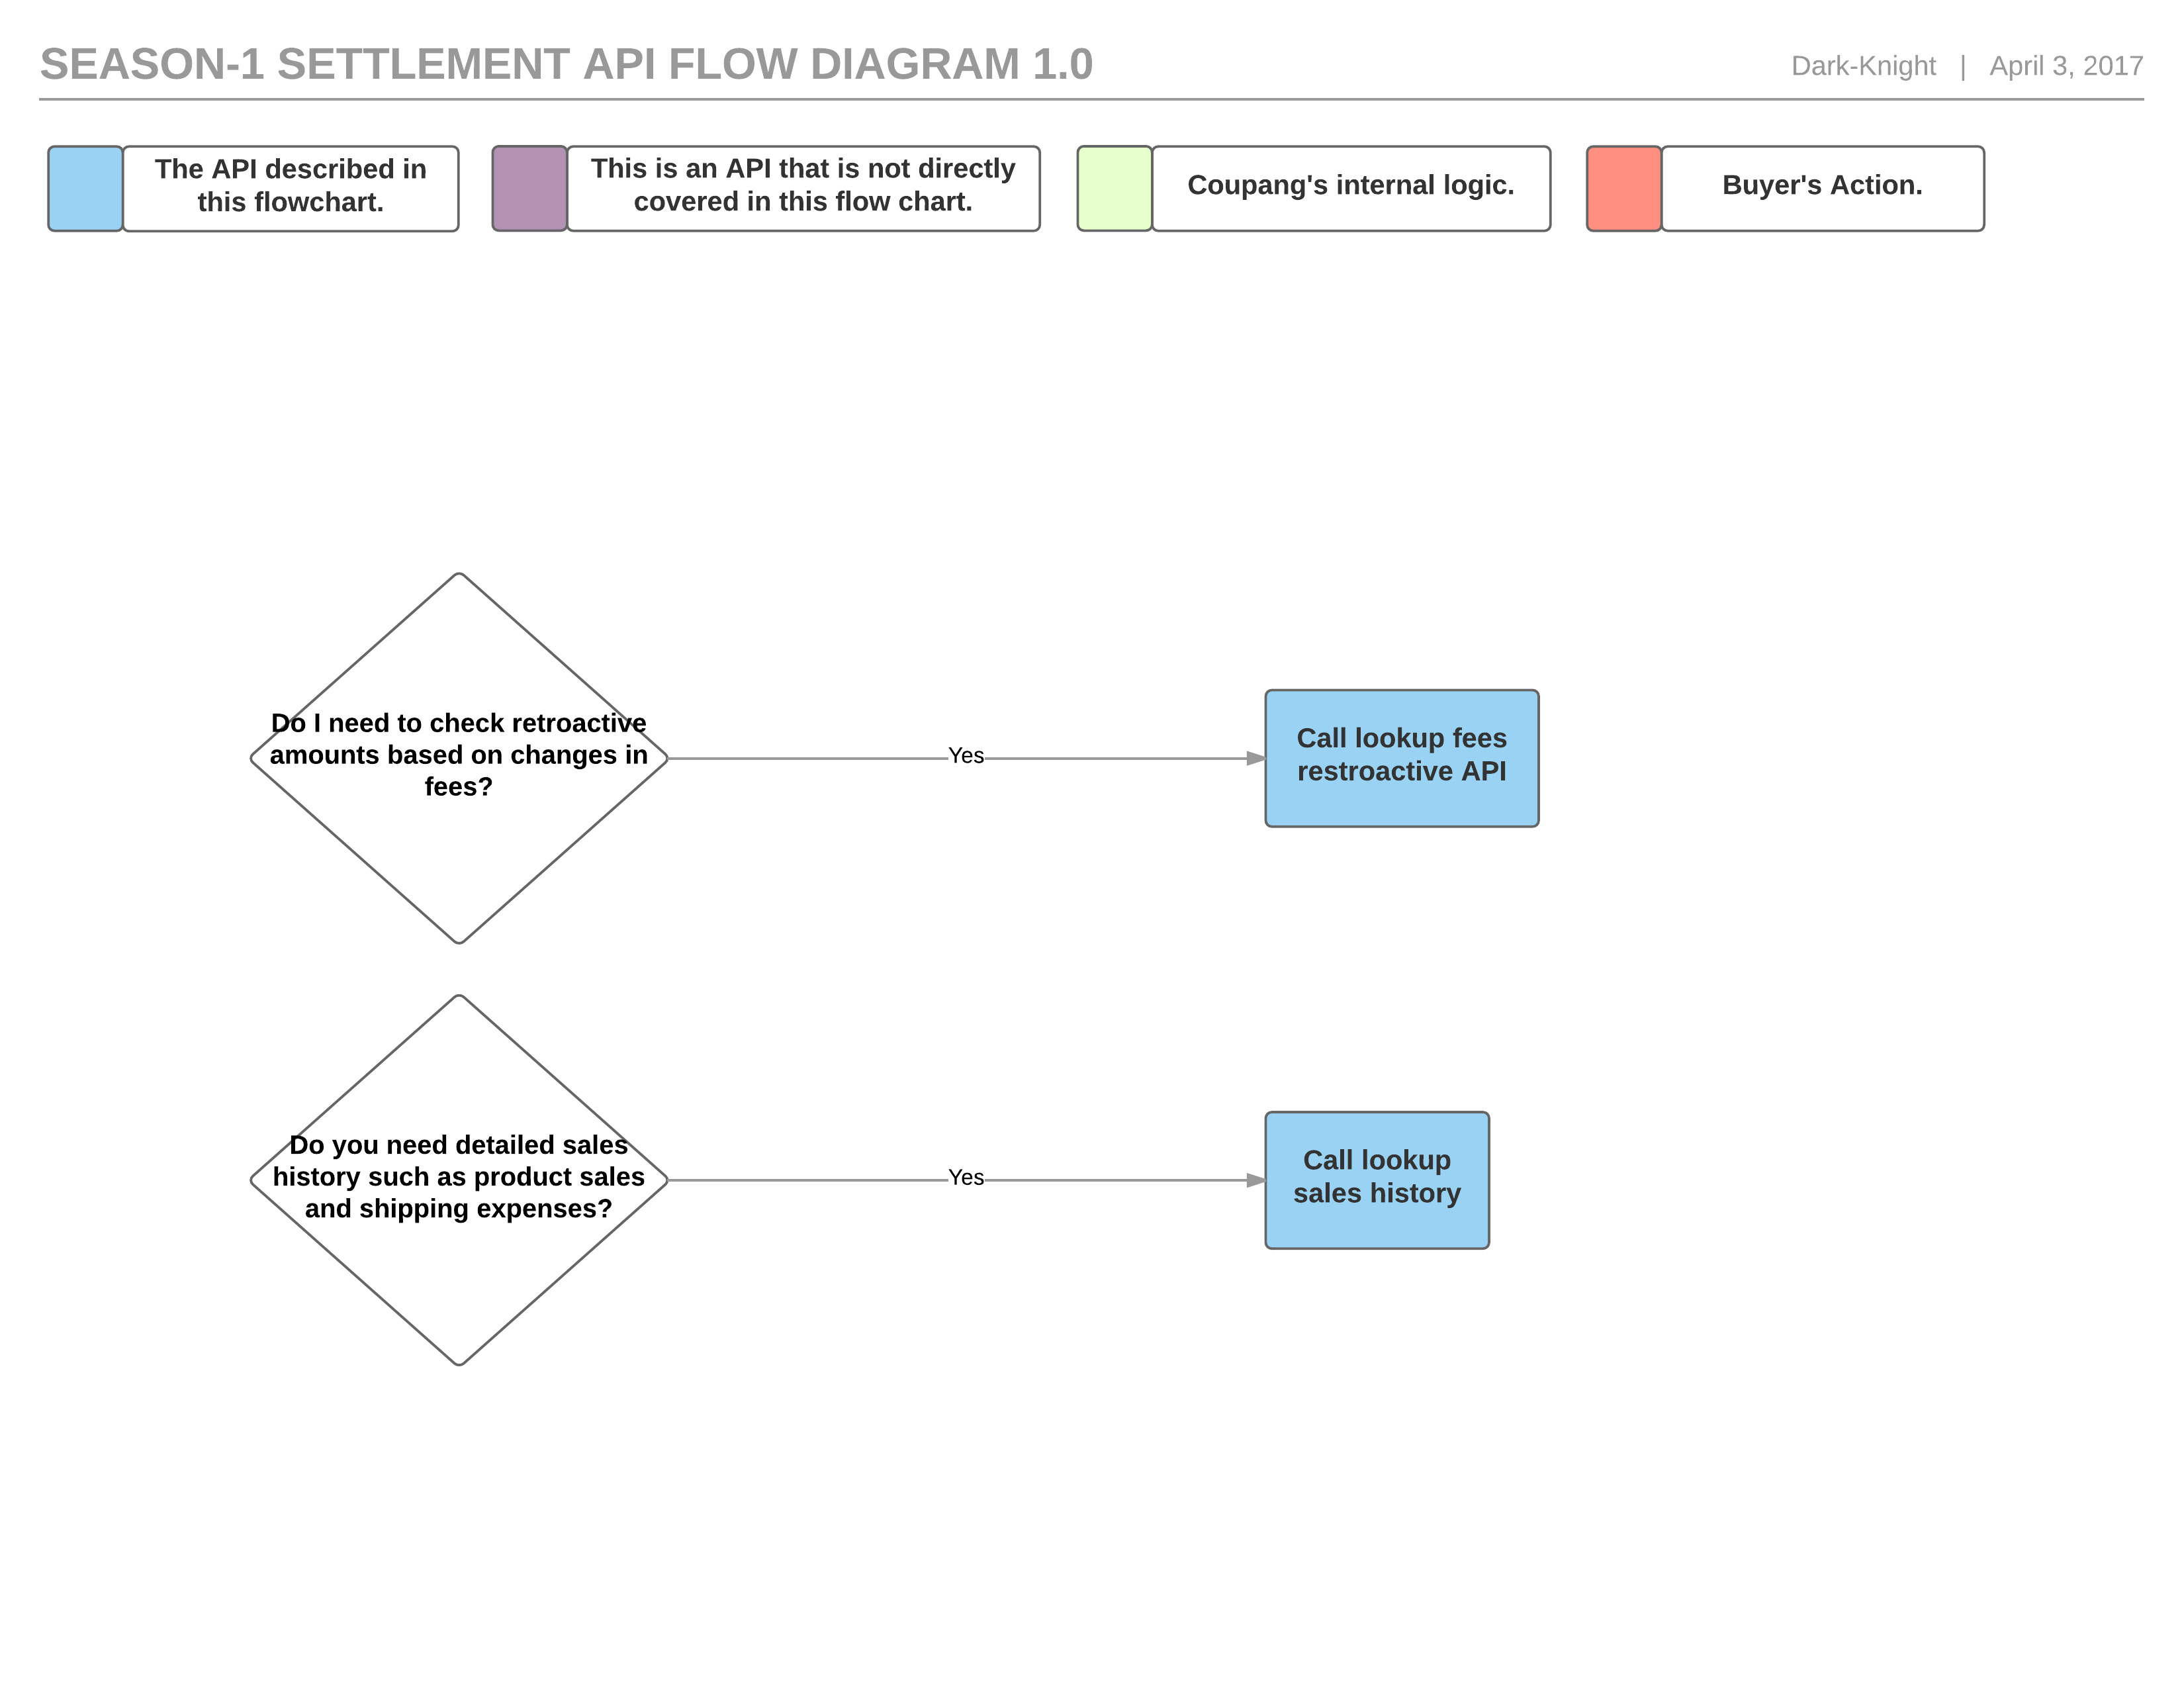 SEASON-1 SETTLEMENT API FLOW DIAGRAM 1.0
Dark-Knight | April 3, 2017
The API described in
this flowchart.
This is an API that is not directly
covered in this flow chart.
Coupang's internal logic.
Buyer's Action.
Do I need to check retroactive
amounts based on changes in
fees?
Yes
Call lookup fees
restroactive API
Do you need detailed sales
history such as product sales
and shipping expenses?
Yes
Call lookup
sales history